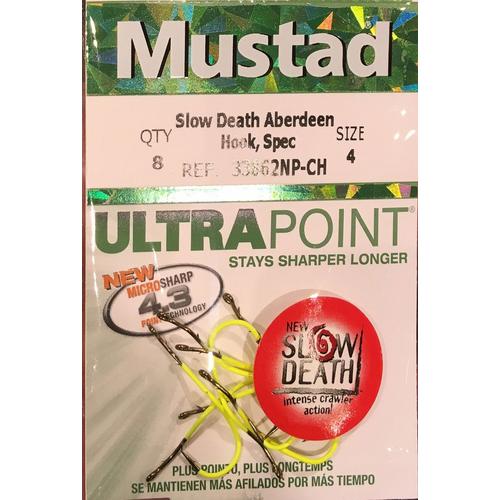 Mustad
QTY
8
Slow Death Aberdeen
Hook, Spec
REF. 33862NP-CH
SIZE
4
ULTRAPOINT®
STAYS SHARPER LONGER
NEW
MICROSHARP
4.3
POINT TECHNOLOGY
NEW
SLOW
DEATH
intense crawler
action!
PLUS POINTU, PLUS LONGTEMPS
SE MANTIENEN MÁS AFILADOS POR MÁS TIEMPO